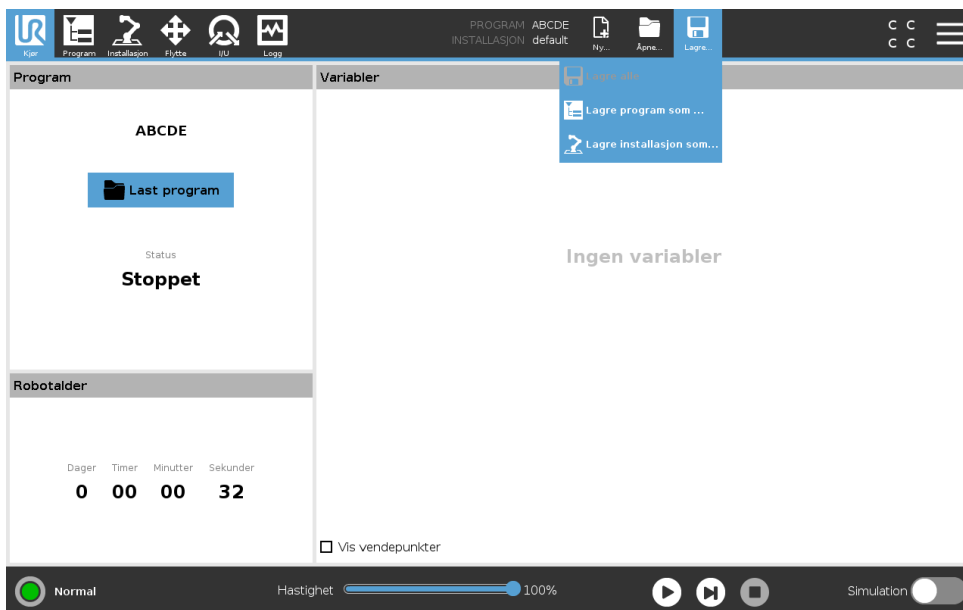 PROGRAM ABCDE
INSTALLASJON default
Kjør Program Installasjon Flytte I/U Logg Ny... Åpne... Lagre...
C C
C C
Program
Variabler
Lagre alle
Lagre program som ...
Lagre installasjon som...
ABCDE
Last program
Status
Stoppet
Ingen variabler
Robotalder
Dager Timer Minutter Sekunder
0 00 00 32
Vis vendepunkter
Normal
Hastighet 100%
Simulation